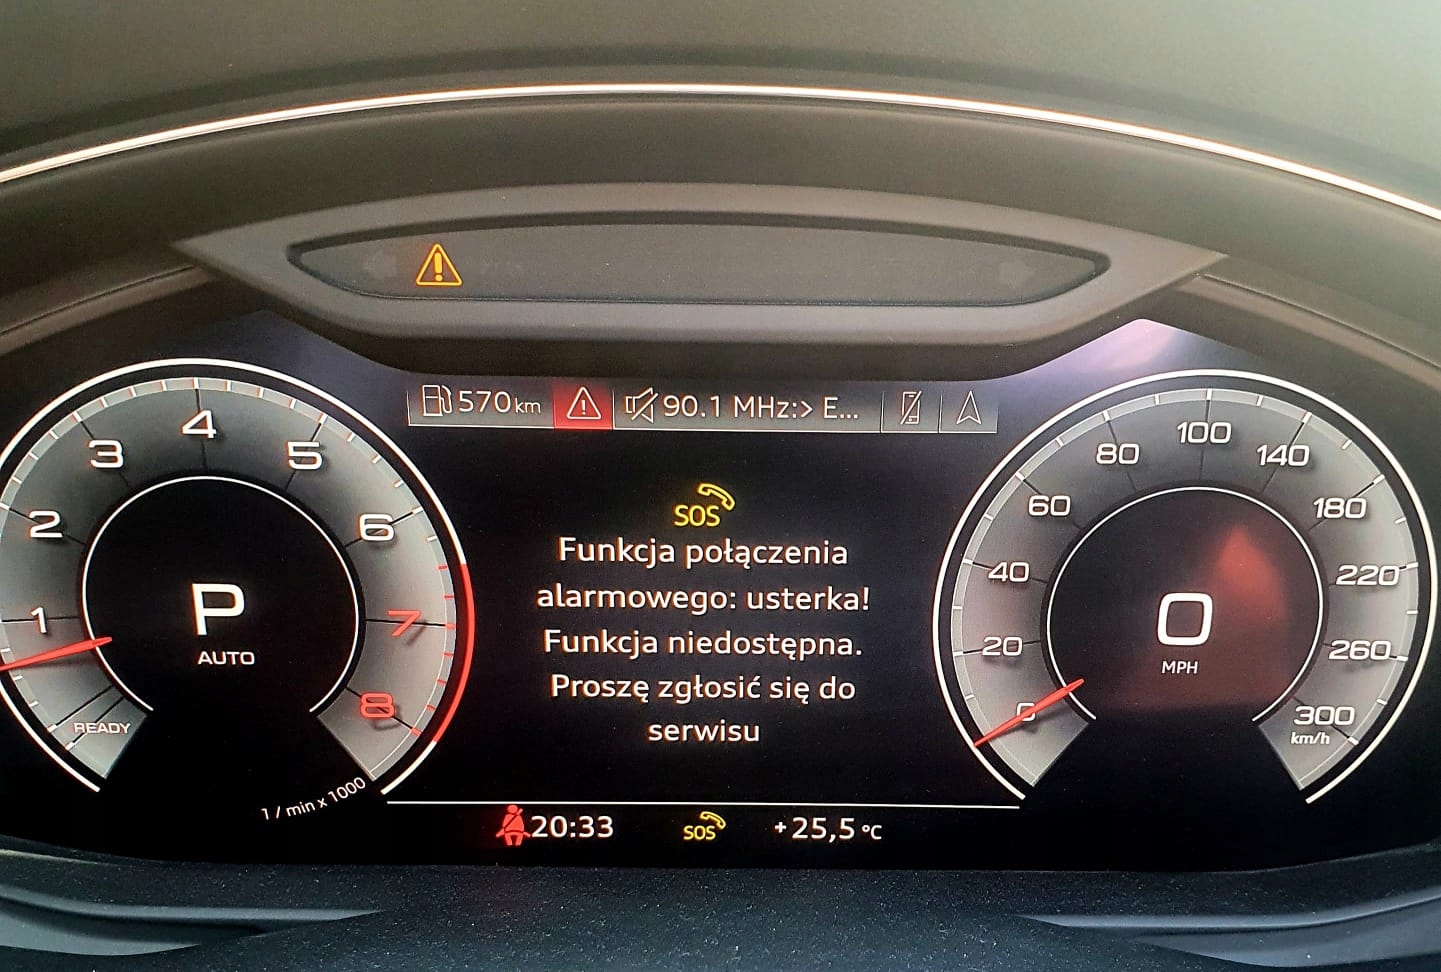 570 km
90.1 MHz:> E...
1
2
3
4
5
6
7
8
P
AUTO
READY
1 / min x 1000
SOS
Funkcja połączenia
alarmowego: usterka!
Funkcja niedostępna.
Proszę zgłosić się do
serwisu
0
20
40
60
80
100
140
180
220
260
300
km/h
0
MPH
20:33
SOS
+25,5 °C